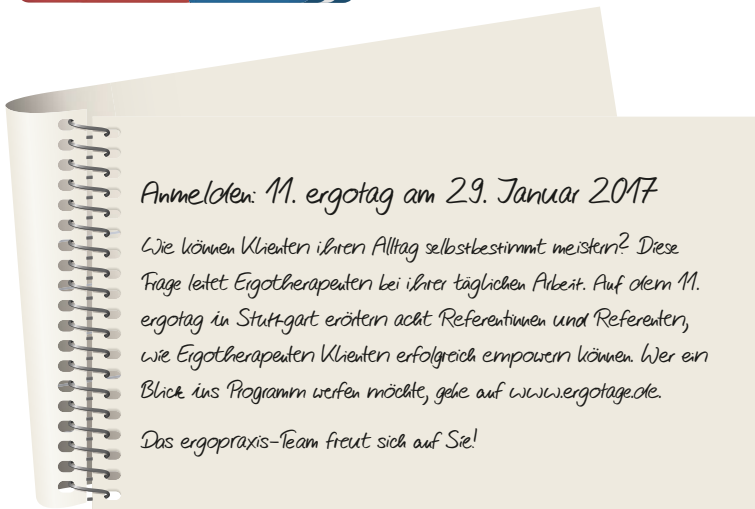 Anmelden: 11. ergotag am 29. Januar 2017
Wie können Klienten ihren Alltag selbstbestimmt meistern? Diese
Frage leitet Ergotherapeuten bei ihrer täglichen Arbeit. Auf dem 11.
ergotag in Stuttgart erörtern acht Referentinnen und Referenten,
wie Ergotherapeuten Klienten erfolgreich empowern können. Wer ein
Blick ins Programm werfen möchte, gehe auf www.ergotage.de.
Das ergopraxis-Team freut sich auf Sie!